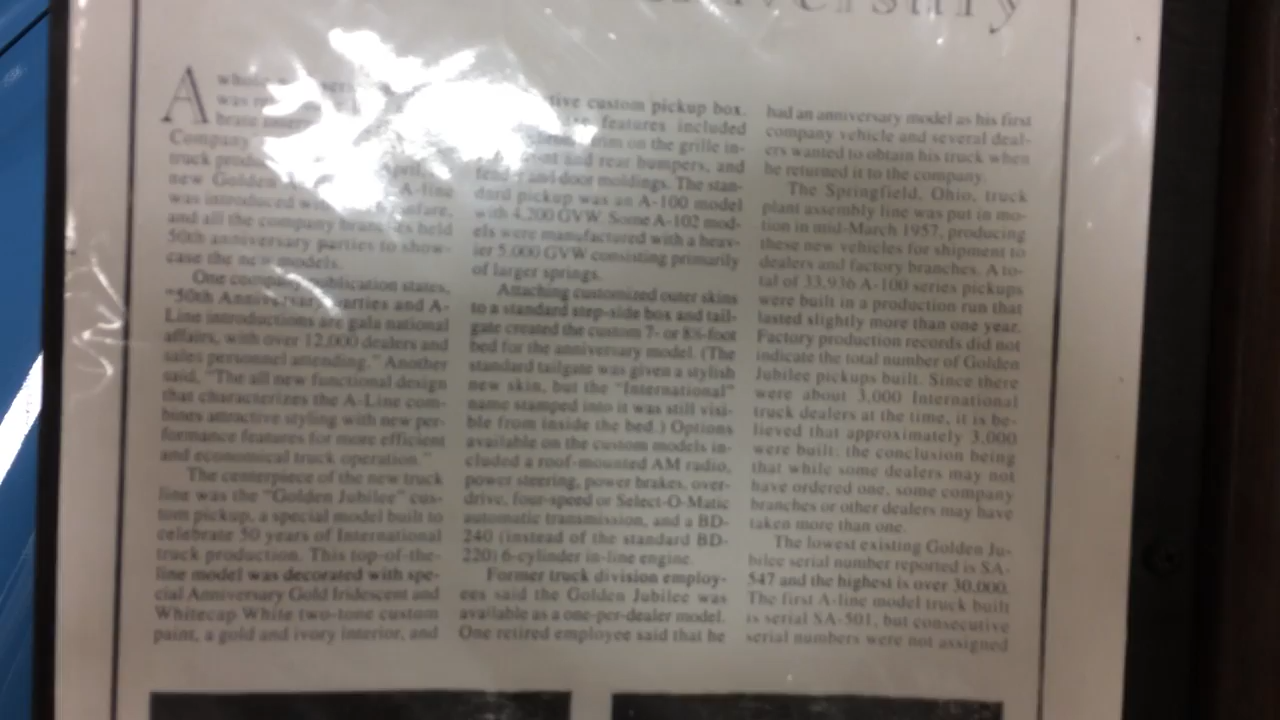 A whole
was
Company
truck April,
new Golden A-line
was introduced
and all the company branches held
50th anniversary parties to show-
case the new models.
One company publication states,
"50th Anniversary Parties and A-
Line introductions are gala national
affairs, with over 12,000 dealers and
sales personnel attending." Another
said, "The all new functional design
that characterizes the A-Line com-
bines attractive styling with new per-
formance features for more efficient
and economical truck operation."
The centerpiece of the new truck
line was the "Golden Jubilee" cus-
tom pickup, a special model built to
celebrate 50 years of International
truck production. This top-of-the-
line model was decorated with spe-
cial Anniversary Gold Iridescent and
Whitecap White two-tone custom
paint, a gold and ivory interior, and
tive custom pickup box.
features included
trim on the grille in-
and rear bumpers, and
and door moldings. The stan-
dard pickup was an A-100 model
with 4,200 GVW. Some A-102 mod-
els were manufactured with a heav-
ier 5,000 GVW consisting primarily
of larger springs.
Attaching customized outer skins
to a standard step-side box and tail-
gate created the custom 7- or 8½-foot
bed for the anniversary model. (The
standard tailgate was given a stylish
new skin, but the "International"
name stamped into it was still visi-
ble from inside the bed.) Options
available on the custom models in-
cluded a roof-mounted AM radio,
power steering, power brakes, over-
drive, four-speed or Select-O-Matic
automatic transmission, and a BD-
240 (instead of the standard BD-
220) 6-cylinder in-line engine.
Former truck division employ-
ees said the Golden Jubilee was
available as a one-per-dealer model.
One retired employee said that he
had an anniversary model as his first
company vehicle and several deal-
ers wanted to obtain his truck when
he returned it to the company.
The Springfield, Ohio, truck
plant assembly line was put in mo-
tion in mid-March 1957, producing
these new vehicles for shipment to
dealers and factory branches. A to-
tal of 33,936 A-100 series pickups
were built in a production run that
lasted slightly more than one year.
Factory production records did not
indicate the total number of Golden
Jubilee pickups built. Since there
were about 3,000 International
truck dealers at the time, it is be-
lieved that approximately 3,000
were built, the conclusion being
that while some dealers may not
have ordered one, some company
branches or other dealers may have
taken more than one.
The lowest existing Golden Ju-
bilee serial number reported is SA-
547 and the highest is over 30,000.
The first A-line model truck built
is serial SA-501, but consecutive
serial numbers were not assigned